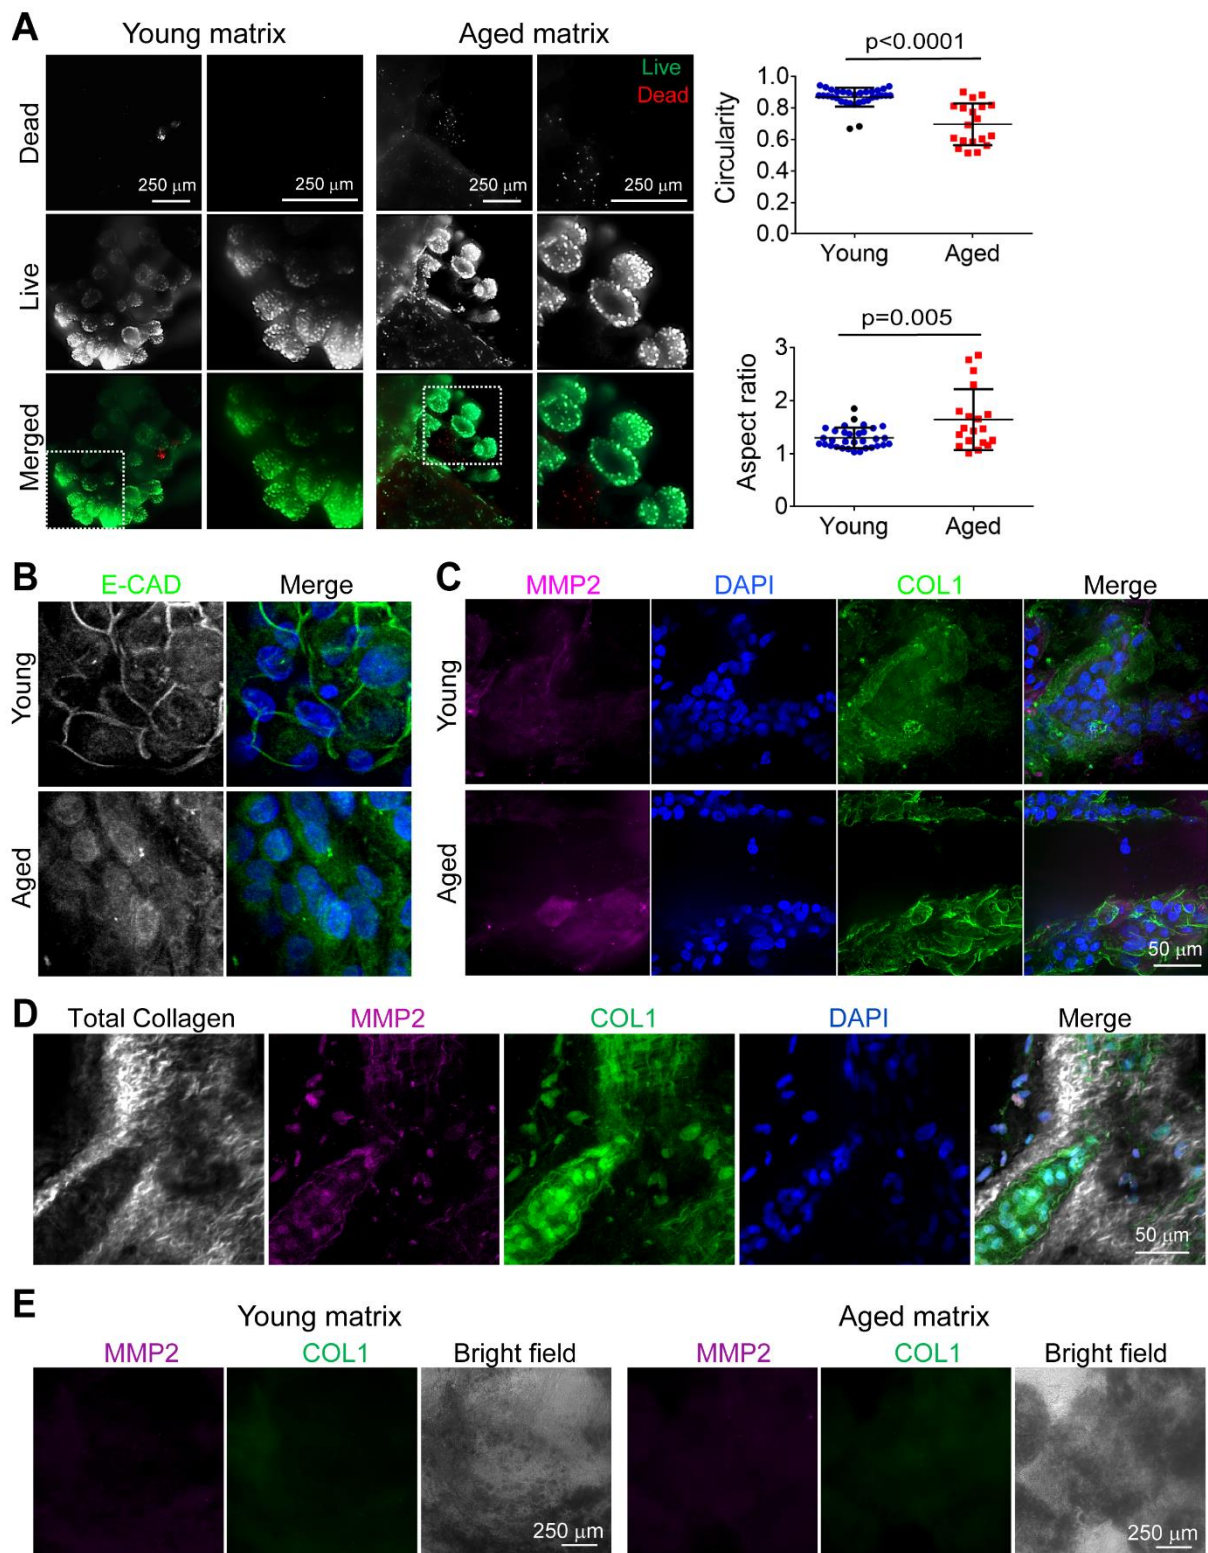 A
Young matrix
Aged matrix
Live
Dead
Dead
250 μm
250 μm
250 μm
250 μm
Live
Merged
p<0.0001
Circularity
1.0
0.8
0.6
0.4
0.2
0.0
Young
Aged
p=0.005
Aspect ratio
3
2
1
0
Young
Aged
B
E-CAD
Merge
Young
Aged
C
MMP2
DAPI
COL1
Merge
Young
Aged
50 μm
D
Total Collagen
MMP2
COL1
DAPI
Merge
50 μm
E
Young matrix
Aged matrix
MMP2
COL1
Bright field
MMP2
COL1
Bright field
250 μm
250 μm